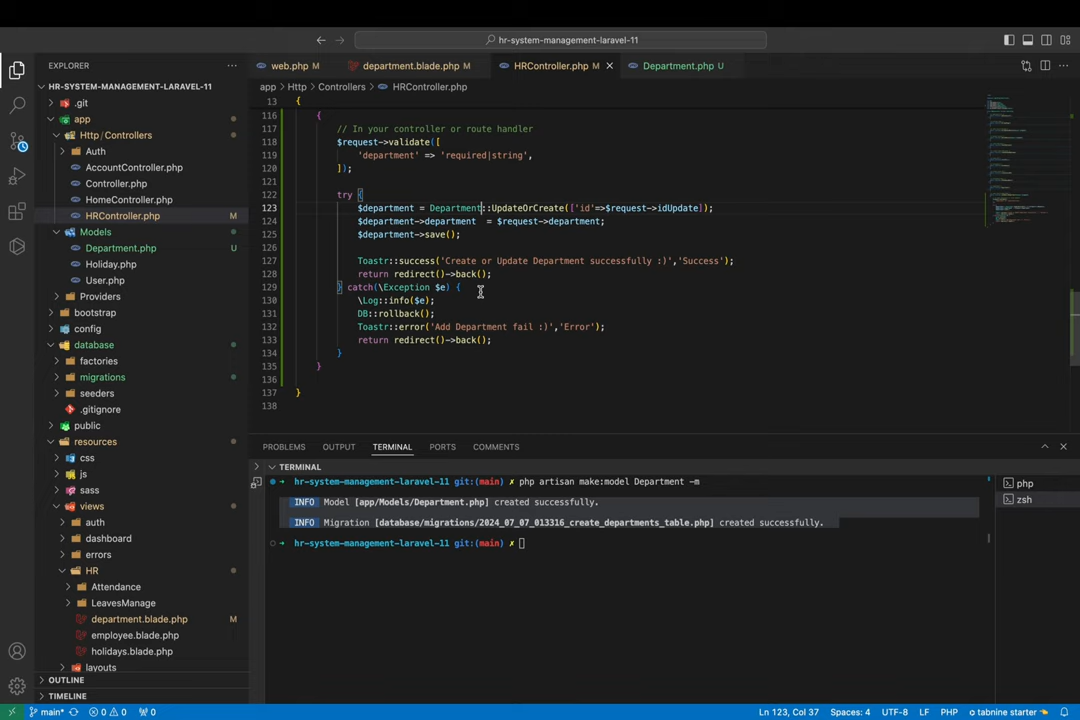 hr-system-management-laravel-11
EXPLORER
web.php M
department.blade.php M
HRController.php M
Department.php U
HR-SYSTEM-MANAGEMENT-LARAVEL-11
app > Http > Controllers > HRController.php
.git
app
Http/Controllers
Auth
AccountController.php
Controller.php
HomeController.php
HRController.php M
Models
Department.php U
Holiday.php
User.php
Providers
bootstrap
config
database
factories
migrations
seeders
.gitignore
public
resources
css
js
sass
views
auth
dashboard
errors
HR
Attendance
LeavesManage
department.blade.php M
employee.blade.php
holidays.blade.php
layouts
OUTLINE
TIMELINE
13 {
116 {
117 // In your controller or route handler
118 $request->validate([
119 'department' => 'required|string',
120 ]);
121
122 try {
123 $department = Department::UpdateOrCreate(['id'=>$request->idUpdate]);
124 $department->department  = $request->department;
125 $department->save();
126
127 Toastr::success('Create or Update Department successfully :)','Success');
128 return redirect()->back();
129 } catch(\Exception $e) {
130 \Log::info($e);
131 DB::rollback();
132 Toastr::error('Add Department fail :)','Error');
133 return redirect()->back();
134 }
135 }
136
137 }
138
PROBLEMS OUTPUT TERMINAL PORTS COMMENTS
TERMINAL
hr-system-management-laravel-11 git:(main) ✗ php artisan make:model Department -m
INFO Model [app/Models/Department.php] created successfully.
INFO Migration [database/migrations/2024_07_07_013316_create_departments_table.php] created successfully.
hr-system-management-laravel-11 git:(main) ✗
php
zsh
main* 0 0 0 Ln 123, Col 37 Spaces: 4 UTF-8 LF PHP tabnine starter